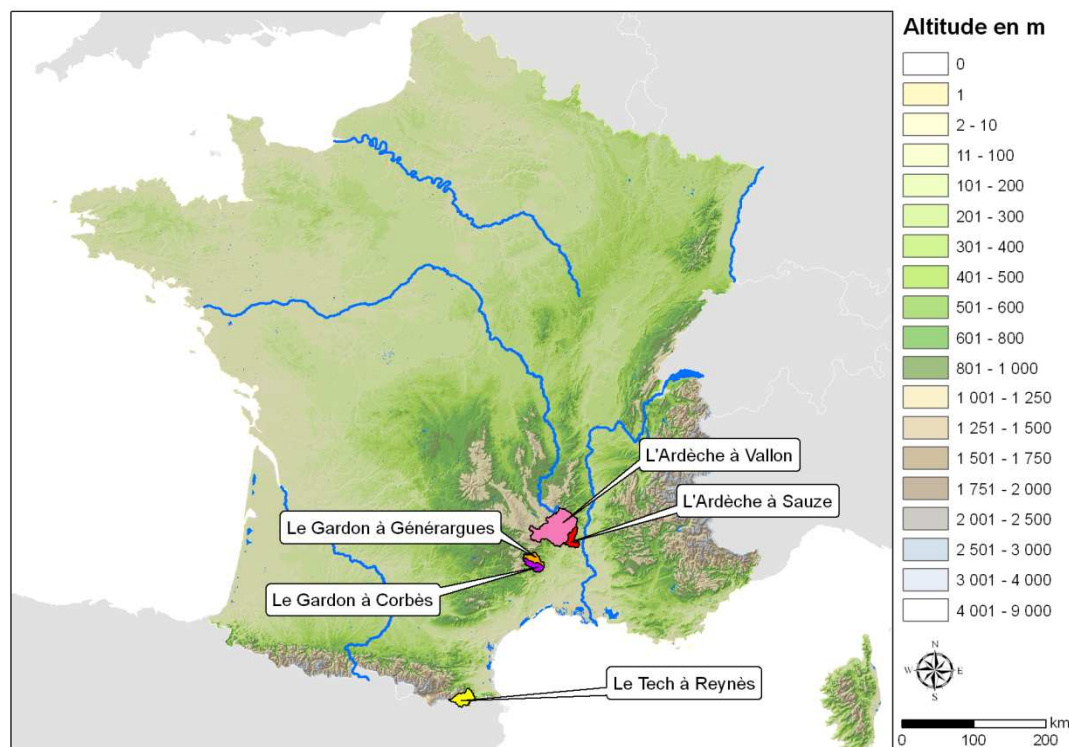 Altitude en m
0
1
2 - 10
11 - 100
101 - 200
201 - 300
301 - 400
401 - 500
501 - 600
601 - 800
801 - 1 000
1 001 - 1 250
1 251 - 1 500
1 501 - 1 750
1 751 - 2 000
2 001 - 2 500
2 501 - 3 000
3 001 - 4 000
4 001 - 9 000
L'Ardèche à Vallon
L'Ardèche à Sauze
Le Gardon à Générargues
Le Gardon à Corbès
Le Tech à Reynès
N
W E
S
km
0 100 200